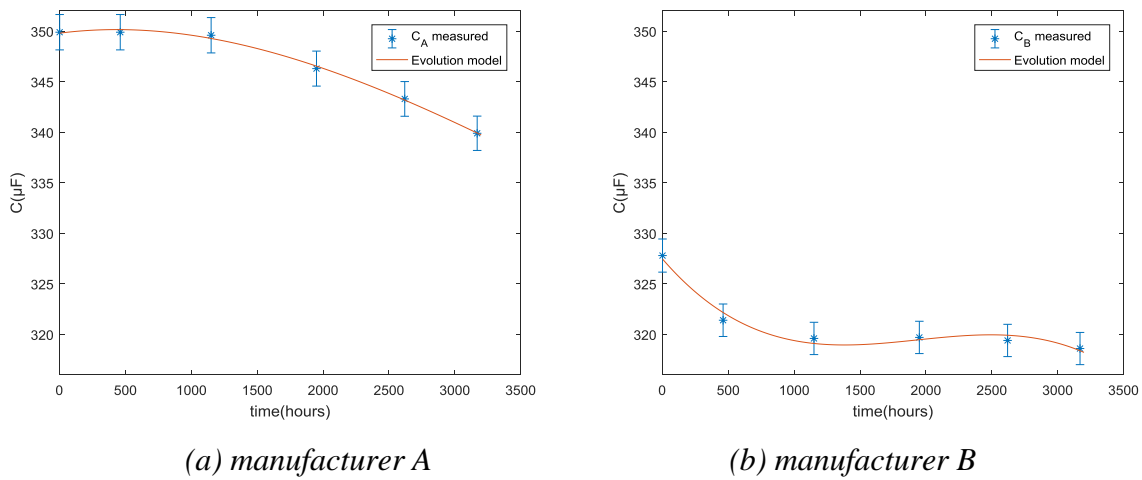 C(μF)
350
345
340
335
330
325
320
0 500 1000 1500 2000 2500 3000 3500
time(hours)
C_A measured
Evolution model
(a) manufacturer A
C(μF)
350
345
340
335
330
325
320
0 500 1000 1500 2000 2500 3000 3500
time(hours)
C_B measured
Evolution model
(b) manufacturer B